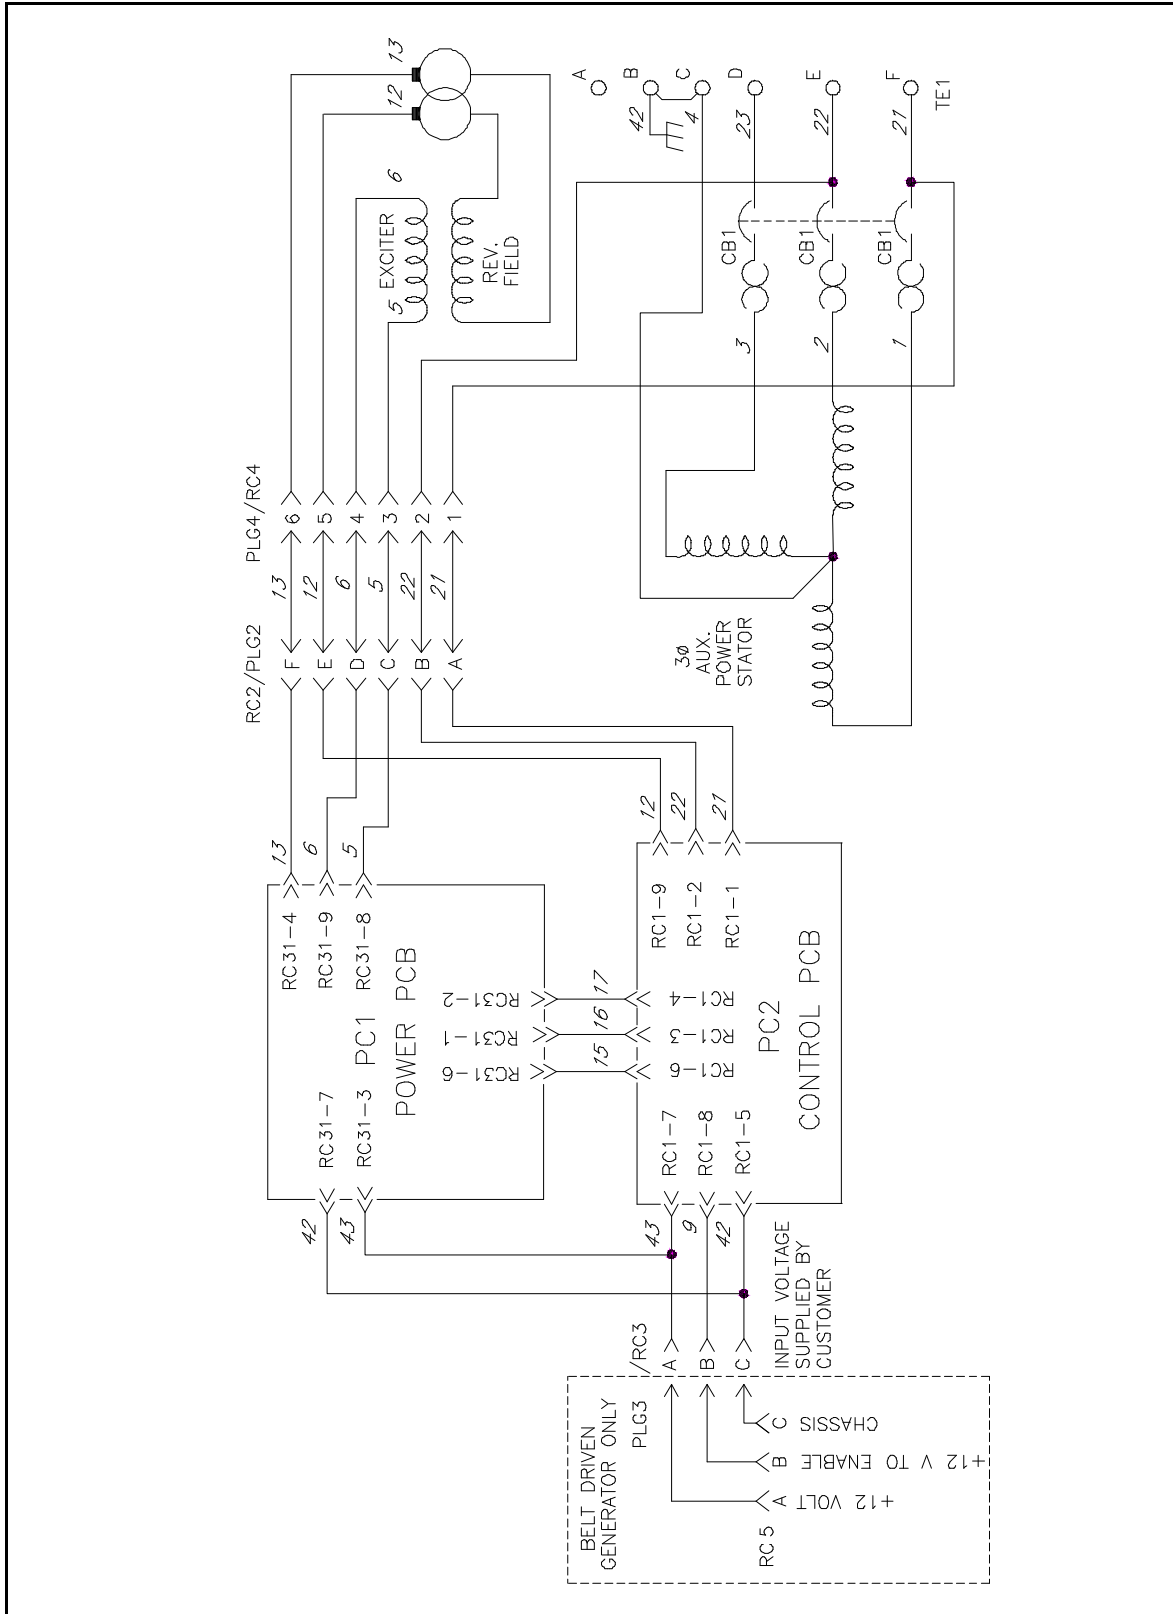 RC2/PLG2
PLG4/RC4
13
F
13
6
13
12
E
12
5
12
6
D
6
4
6
EXCITER
5
C
5
3
5
REV.
FIELD
22
B
22
2
21
A
21
1
RC31-4
RC31-9
RC31-8
PC1
POWER PCB
RC31-7
RC31-3
42
43
RC31-6
RC31-1
RC31-2
15
16
17
RC1-6
RC1-3
RC1-4
RC1-9
RC1-2
RC1-1
PC2
CONTROL PCB
RC1-7
RC1-8
RC1-5
43
9
42
INPUT VOLTAGE
SUPPLIED BY
CUSTOMER
/RC3
A
B
C
BELT DRIVEN
GENERATOR ONLY
PLG3
RC5
A +12 VOLT
B +12 V TO ENABLE
C CHASSIS
3Ø
AUX.
POWER
STATOR
3
2
1
CB1
CB1
CB1
42
4
23
22
21
A
B
C
D
E
F
TE1